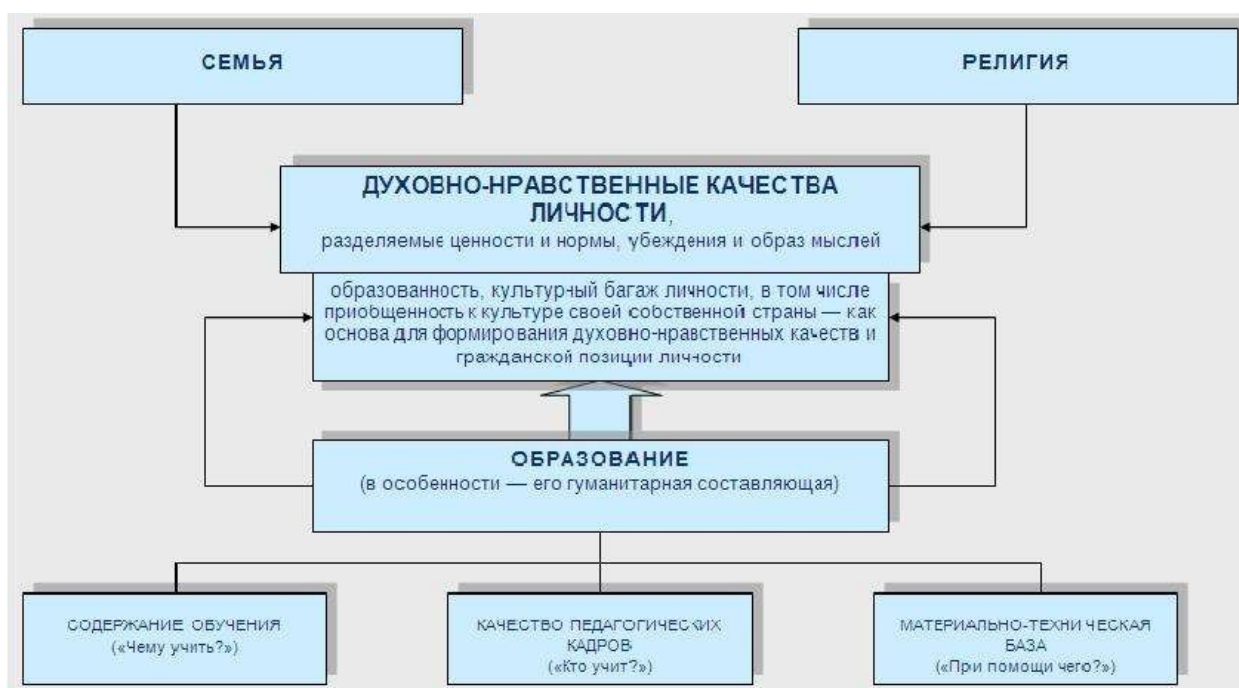 СЕМЬЯ
РЕЛИГИЯ
ДУХОВНО-НРАВСТВЕННЫЕ КАЧЕСТВА
ЛИЧНОСТИ,
разделяемые ценности и нормы, убеждения и образ мыслей
образованность, культурный багаж личности, в том числе
приобщенность к культуре своей собственной страны — как
основа для формирования духовно-нравственных качеств и
гражданской позиции личности
ОБРАЗОВАНИЕ
(в особенности — его гуманитарная составляющая)
СОДЕРЖАНИЕ ОБУЧЕНИЯ
(«Чему учить?»)
КАЧЕСТВО ПЕДАГОГИЧЕСКИХ
КАДРОВ
(«Кто учит?»)
МАТЕРИАЛЬНО-ТЕХНИЧЕСКАЯ
БАЗА
(«При помощи чего?»)